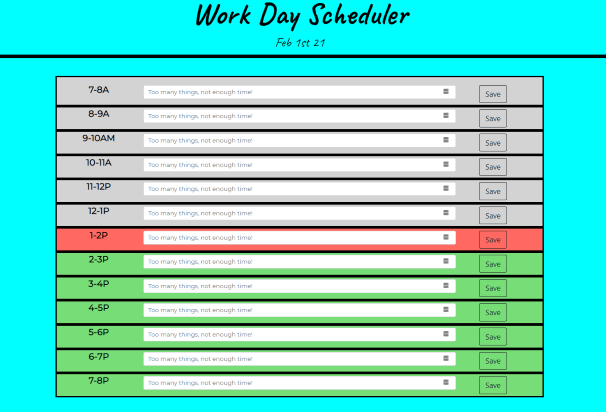 Work Day Scheduler
Feb 1st 21
7-8A Too many things, not enough time! Save
8-9A Too many things, not enough time! Save
9-10AM Too many things, not enough time! Save
10-11A Too many things, not enough time! Save
11-12P Too many things, not enough time! Save
12-1P Too many things, not enough time! Save
1-2P Too many things, not enough time! Save
2-3P Too many things, not enough time! Save
3-4P Too many things, not enough time! Save
4-5P Too many things, not enough time! Save
5-6P Too many things, not enough time! Save
6-7P Too many things, not enough time! Save
7-8P Too many things, not enough time! Save